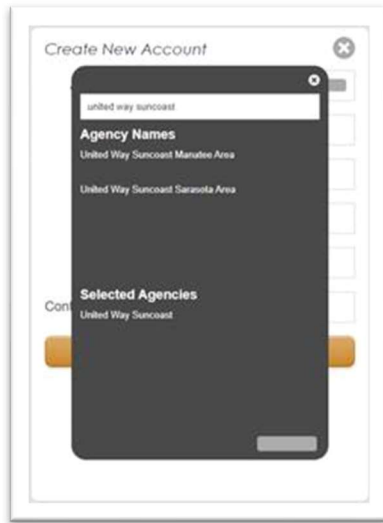 Create New Account
united way suncoast
Agency Names
United Way Suncoast Manatee Area
United Way Suncoast Sarasota Area
Selected Agencies
United Way Suncoast
Conf